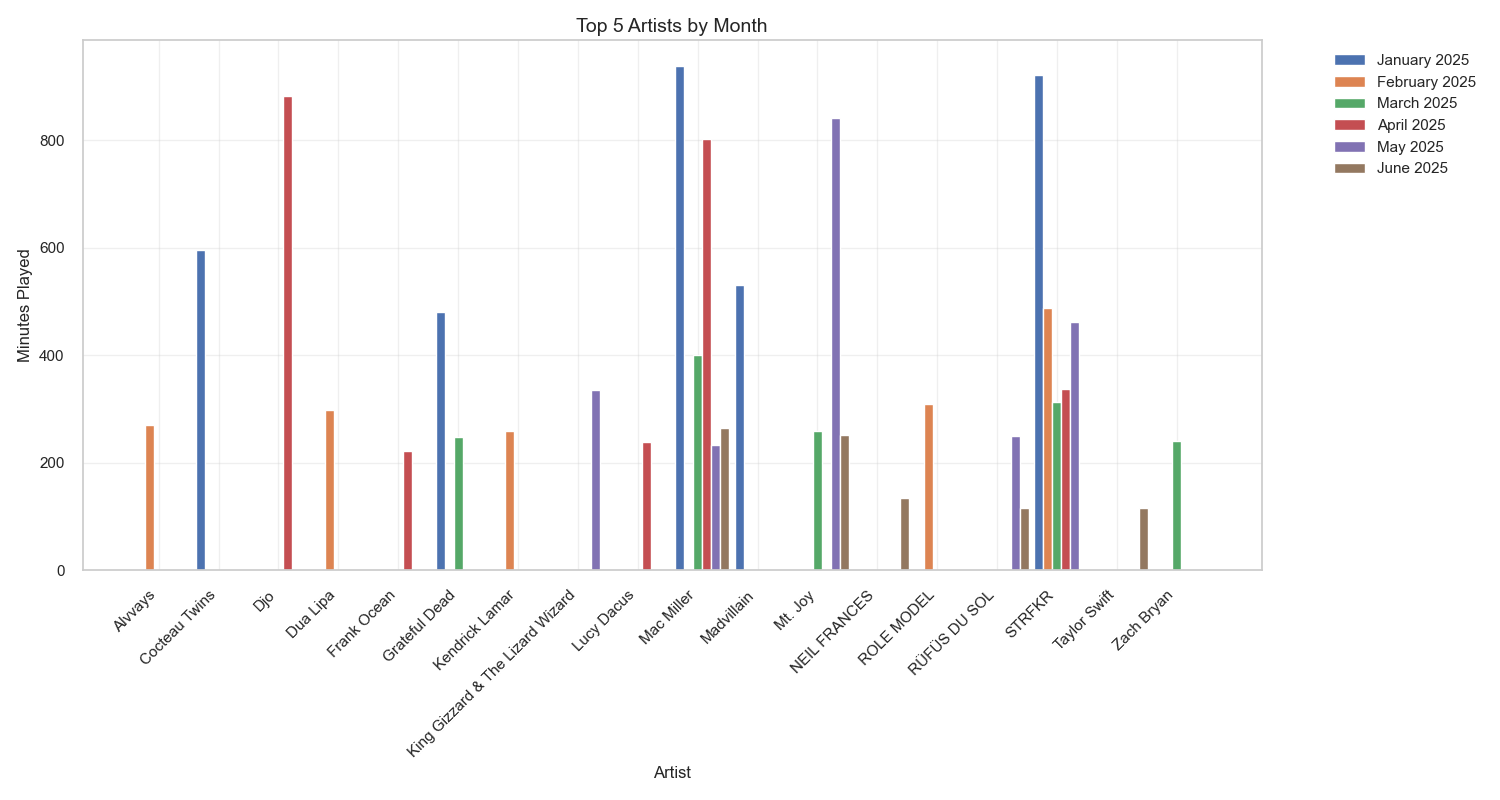 Top 5 Artists by Month
January 2025
February 2025
March 2025
April 2025
May 2025
June 2025
Minutes Played
800
600
400
200
0
Alvvays
Cocteau Twins
Djo
Dua Lipa
Frank Ocean
Grateful Dead
Kendrick Lamar
King Gizzard & The Lizard Wizard
Lucy Dacus
Mac Miller
Madvillain
Mt. Joy
NEIL FRANCES
ROLE MODEL
RÜFÜS DU SOL
STRFKR
Taylor Swift
Zach Bryan
Artist